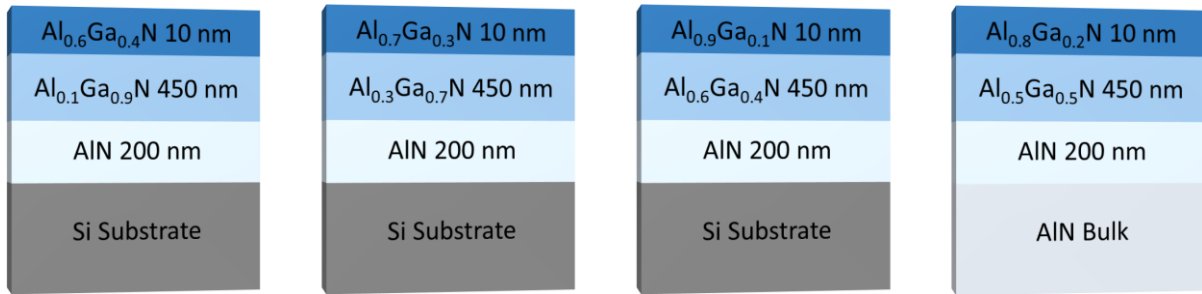 Al₀.₆Ga₀.₄N 10 nm
Al₀.₁Ga₀.₉N 450 nm
AlN 200 nm
Si Substrate
Al₀.₇Ga₀.₃N 10 nm
Al₀.₃Ga₀.₇N 450 nm
AlN 200 nm
Si Substrate
Al₀.₉Ga₀.₁N 10 nm
Al₀.₆Ga₀.₄N 450 nm
AlN 200 nm
Si Substrate
Al₀.₈Ga₀.₂N 10 nm
Al₀.₅Ga₀.₅N 450 nm
AlN 200 nm
AlN Bulk